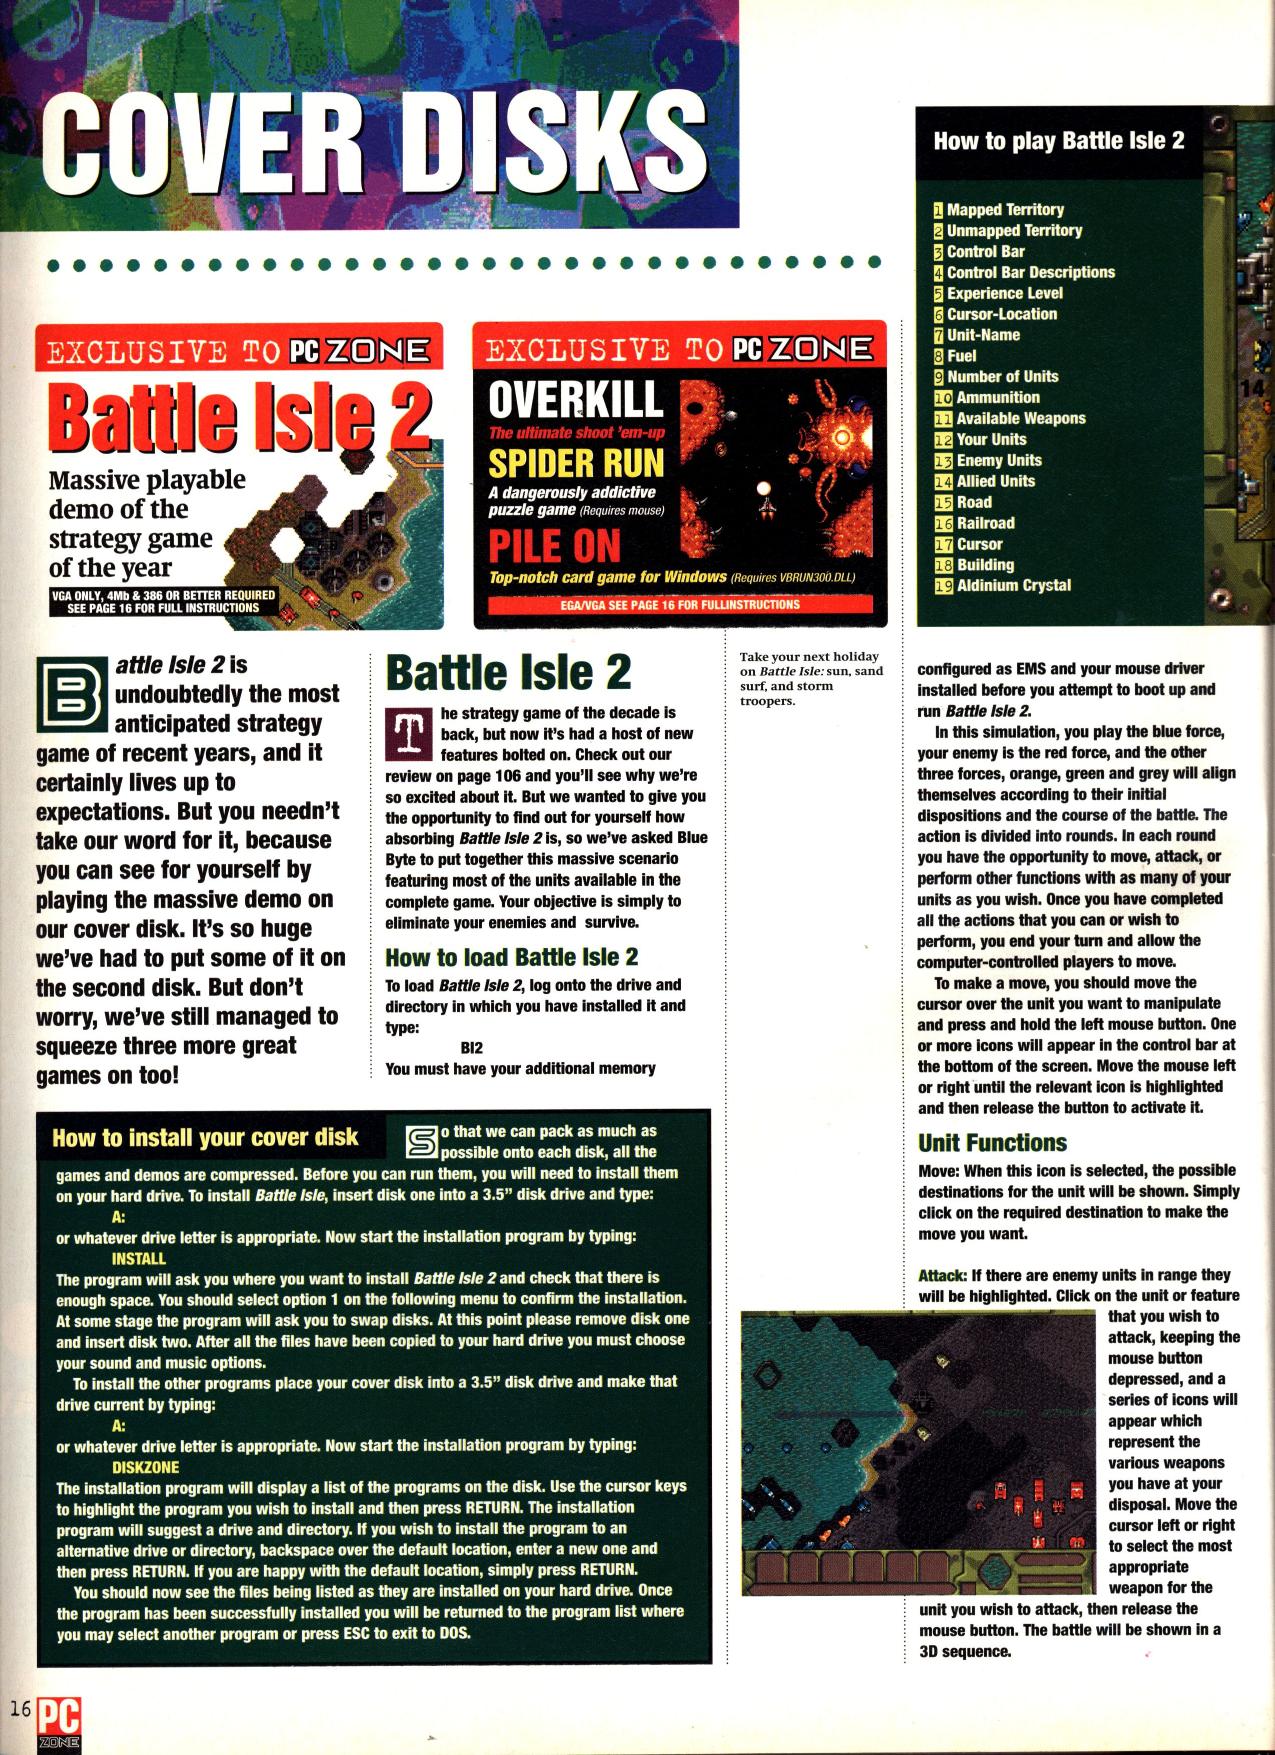 COVER DISKS
EXCLUSIVE TO PC ZONE
Battle Isle 2
Massive playable
demo of the
strategy game
of the year
VGA ONLY, 4Mb & 386 OR BETTER REQUIRED
SEE PAGE 16 FOR FULL INSTRUCTIONS
EXCLUSIVE TO PC ZONE
OVERKILL
The ultimate shoot 'em-up
SPIDER RUN
A dangerously addictive
puzzle game (Requires mouse)
PILE ON
Top-notch card game for Windows (Requires VBRUN300.DLL)
EGA/VGA SEE PAGE 16 FOR FULLINSTRUCTIONS
Battle Isle 2 is
undoubtedly the most
anticipated strategy
game of recent years, and it
certainly lives up to
expectations. But you needn't
take our word for it, because
you can see for yourself by
playing the massive demo on
our cover disk. It's so huge
we've had to put some of it on
the second disk. But don't
worry, we've still managed to
squeeze three more great
games on too!
Battle Isle 2
The strategy game of the decade is
back, but now it's had a host of new
features bolted on. Check out our
review on page 106 and you'll see why we're
so excited about it. But we wanted to give you
the opportunity to find out for yourself how
absorbing Battle Isle 2 is, so we've asked Blue
Byte to put together this massive scenario
featuring most of the units available in the
complete game. Your objective is simply to
eliminate your enemies and survive.
How to load Battle Isle 2
To load Battle Isle 2, log onto the drive and
directory in which you have installed it and
type:
BI2
You must have your additional memory
Take your next holiday
on Battle Isle: sun, sand
surf, and storm
troopers.
How to play Battle Isle 2
1 Mapped Territory
2 Unmapped Territory
3 Control Bar
4 Control Bar Descriptions
5 Experience Level
6 Cursor-Location
7 Unit-Name
8 Fuel
9 Number of Units
10 Ammunition
11 Available Weapons
12 Your Units
13 Enemy Units
14 Allied Units
15 Road
16 Railroad
17 Cursor
18 Building
19 Aldinium Crystal
14
configured as EMS and your mouse driver
installed before you attempt to boot up and
run Battle Isle 2.
In this simulation, you play the blue force,
your enemy is the red force, and the other
three forces, orange, green and grey will align
themselves according to their initial
dispositions and the course of the battle. The
action is divided into rounds. In each round
you have the opportunity to move, attack, or
perform other functions with as many of your
units as you wish. Once you have completed
all the actions that you can or wish to
perform, you end your turn and allow the
computer-controlled players to move.
To make a move, you should move the
cursor over the unit you want to manipulate
and press and hold the left mouse button. One
or more icons will appear in the control bar at
the bottom of the screen. Move the mouse left
or right until the relevant icon is highlighted
and then release the button to activate it.
Unit Functions
Move: When this icon is selected, the possible
destinations for the unit will be shown. Simply
click on the required destination to make the
move you want.
Attack: If there are enemy units in range they
will be highlighted. Click on the unit or feature
that you wish to
attack, keeping the
mouse button
depressed, and a
series of icons will
appear which
represent the
various weapons
you have at your
disposal. Move the
cursor left or right
to select the most
appropriate
weapon for the
unit you wish to attack, then release the
mouse button. The battle will be shown in a
3D sequence.
How to install your cover disk
So that we can pack as much as
possible onto each disk, all the
games and demos are compressed. Before you can run them, you will need to install them
on your hard drive. To install Battle Isle, insert disk one into a 3.5" disk drive and type:
A:
or whatever drive letter is appropriate. Now start the installation program by typing:
INSTALL
The program will ask you where you want to install Battle Isle 2 and check that there is
enough space. You should select option 1 on the following menu to confirm the installation.
At some stage the program will ask you to swap disks. At this point please remove disk one
and insert disk two. After all the files have been copied to your hard drive you must choose
your sound and music options.
To install the other programs place your cover disk into a 3.5" disk drive and make that
drive current by typing:
A:
or whatever drive letter is appropriate. Now start the installation program by typing:
DISKZONE
The installation program will display a list of the programs on the disk. Use the cursor keys
to highlight the program you wish to install and then press RETURN. The installation
program will suggest a drive and directory. If you wish to install the program to an
alternative drive or directory, backspace over the default location, enter a new one and
then press RETURN. If you are happy with the default location, simply press RETURN.
You should now see the files being listed as they are installed on your hard drive. Once
the program has been successfully installed you will be returned to the program list where
you may select another program or press ESC to exit to DOS.
16
PC
ZONE